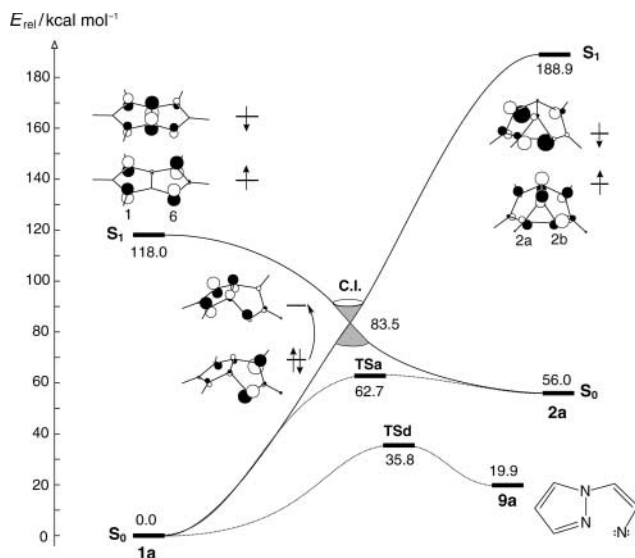 E_rel / kcal mol⁻¹
180
160
140
120
100
80
60
40
20
0
S₁
188.9
1 6
S₁
118.0
2a 2b
C.I.
83.5
TSa
62.7
56.0 S₀
2a
TSd
35.8
19.9
9a
0.0
S₀
1a
N
N
:N: